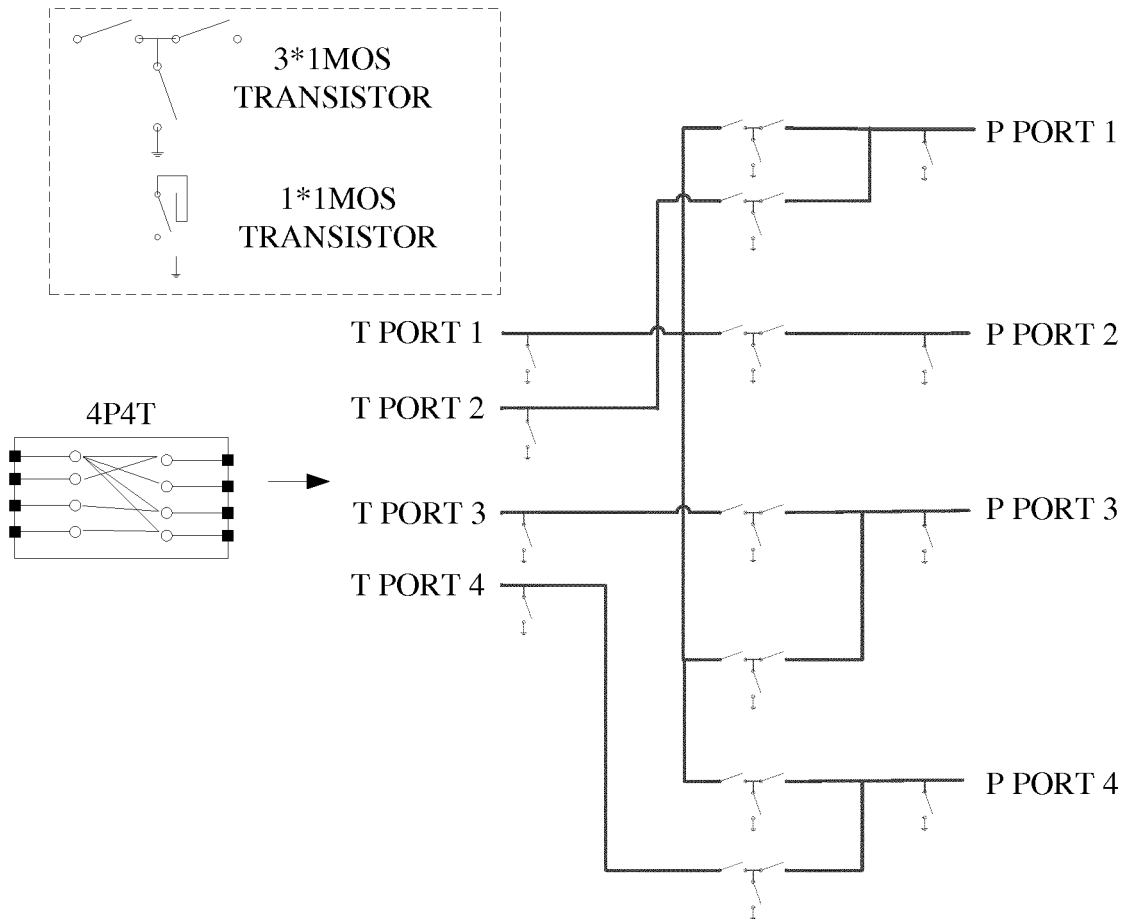 3*1MOS
TRANSISTOR
1*1MOS
TRANSISTOR
P PORT 1
T PORT 1
P PORT 2
T PORT 2
4P4T
T PORT 3
P PORT 3
T PORT 4
P PORT 4